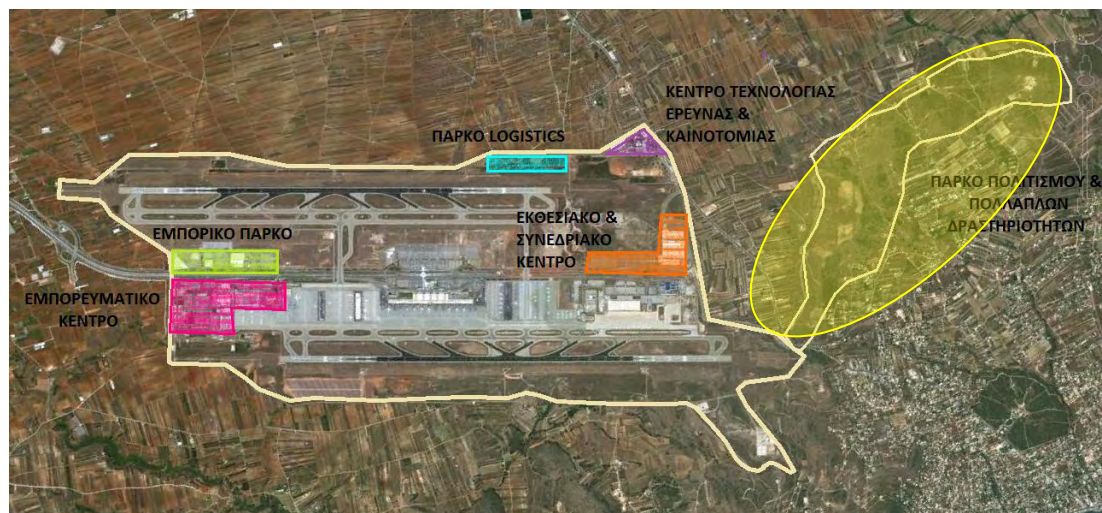 ΚΕΝΤΡΟ ΤΕΧΝΟΛΟΓΙΑΣ
ΕΡΕΥΝΑΣ &
ΚΑΙΝΟΤΟΜΙΑΣ
ΠΑΡΚΟ LOGISTICS
ΠΑΡΚΟ ΠΟΛΙΤΙΣΜΟΥ &
ΠΟΛΛΑΠΛΩΝ
ΔΡΑΣΤΗΡΙΟΤΗΤΩΝ
ΕΚΘΕΣΙΑΚΟ &
ΣΥΝΕΔΡΙΑΚΟ
ΚΕΝΤΡΟ
ΕΜΠΟΡΙΚΟ ΠΑΡΚΟ
ΕΜΠΟΡΕΥΜΑΤΙΚΟ
ΚΕΝΤΡΟ